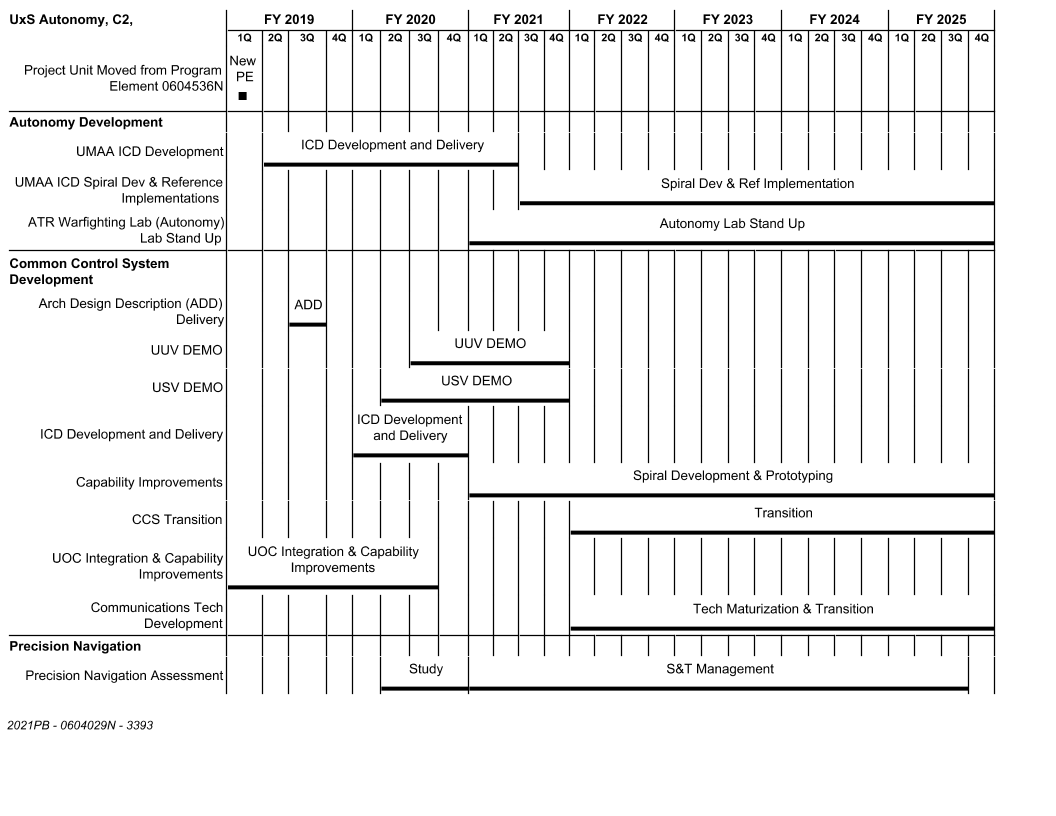 UxS Autonomy, C2,
FY 2019 FY 2020 FY 2021 FY 2022 FY 2023 FY 2024 FY 2025
1Q 2Q 3Q 4Q 1Q 2Q 3Q 4Q 1Q 2Q 3Q 4Q 1Q 2Q 3Q 4Q 1Q 2Q 3Q 4Q 1Q 2Q 3Q 4Q 1Q 2Q 3Q 4Q
Project Unit Moved from Program
Element 0604536N
New
PE
Autonomy Development
UMAA ICD Development
ICD Development and Delivery
UMAA ICD Spiral Dev & Reference
Implementations
Spiral Dev & Ref Implementation
ATR Warfighting Lab (Autonomy)
Lab Stand Up
Autonomy Lab Stand Up
Common Control System
Development
Arch Design Description (ADD)
Delivery
ADD
UUV DEMO
UUV DEMO
USV DEMO
USV DEMO
ICD Development and Delivery
ICD Development
and Delivery
Capability Improvements
Spiral Development & Prototyping
CCS Transition
Transition
UOC Integration & Capability
Improvements
UOC Integration & Capability
Improvements
Communications Tech
Development
Tech Maturization & Transition
Precision Navigation
Precision Navigation Assessment
Study
S&T Management
2021PB - 0604029N - 3393